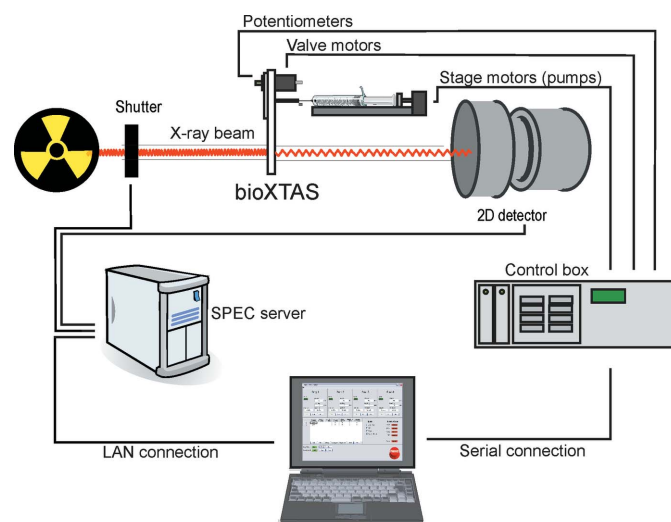 Potentiometers
Valve motors
Stage motors (pumps)
Shutter
X-ray beam
bioXTAS
2D detector
Control box
SPEC server
LAN connection
Serial connection